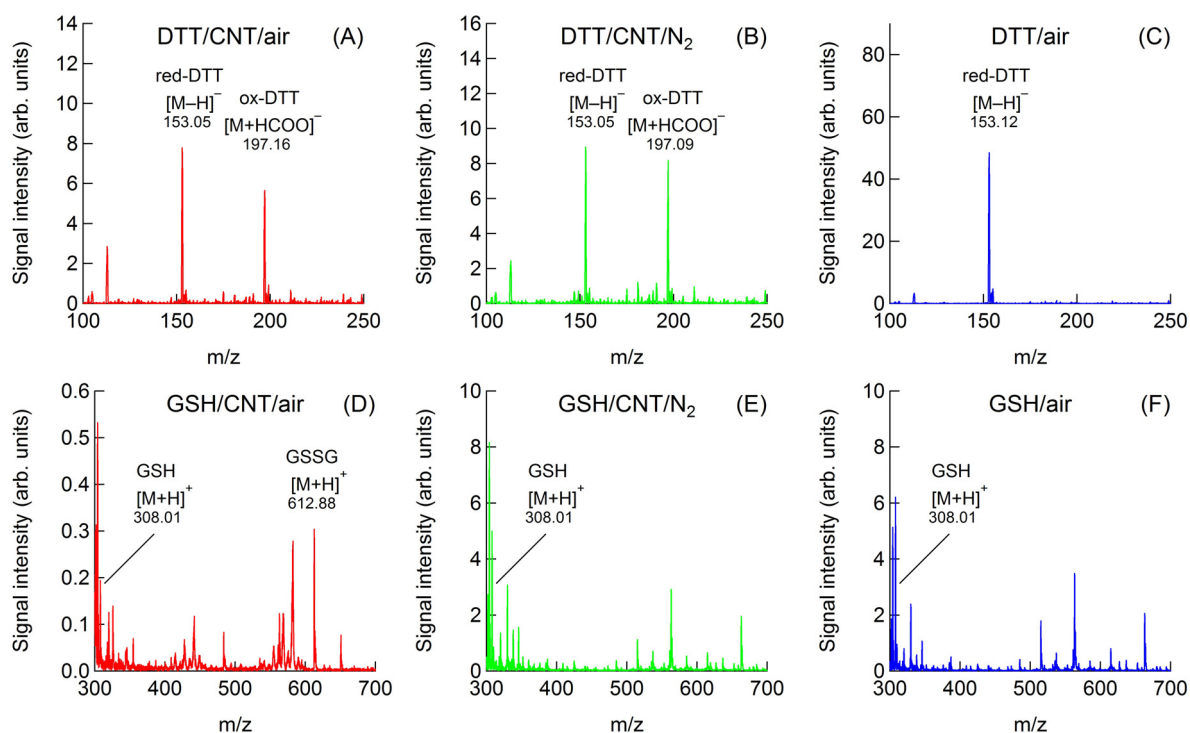 DTT/CNT/air (A)
red-DTT
[M–H]⁻
153.05
ox-DTT
[M+HCOO]⁻
197.16
Signal intensity (arb. units)
14
12
10
8
6
4
2
0
100 150 200 250
m/z
DTT/CNT/N₂ (B)
red-DTT
[M–H]⁻
153.05
ox-DTT
[M+HCOO]⁻
197.09
Signal intensity (arb. units)
16
14
12
10
8
6
4
2
0
100 150 200 250
m/z
DTT/air (C)
red-DTT
[M–H]⁻
153.12
Signal intensity (arb. units)
80
60
40
20
0
100 150 200 250
m/z
GSH/CNT/air (D)
GSH
[M+H]⁺
308.01
GSSG
[M+H]⁺
612.88
Signal intensity (arb. units)
0.6
0.5
0.4
0.3
0.2
0.1
0.0
300 400 500 600 700
m/z
GSH/CNT/N₂ (E)
GSH
[M+H]⁺
308.01
Signal intensity (arb. units)
10
8
6
4
2
0
300 400 500 600 700
m/z
GSH/air (F)
GSH
[M+H]⁺
308.01
Signal intensity (arb. units)
10
8
6
4
2
0
300 400 500 600 700
m/z